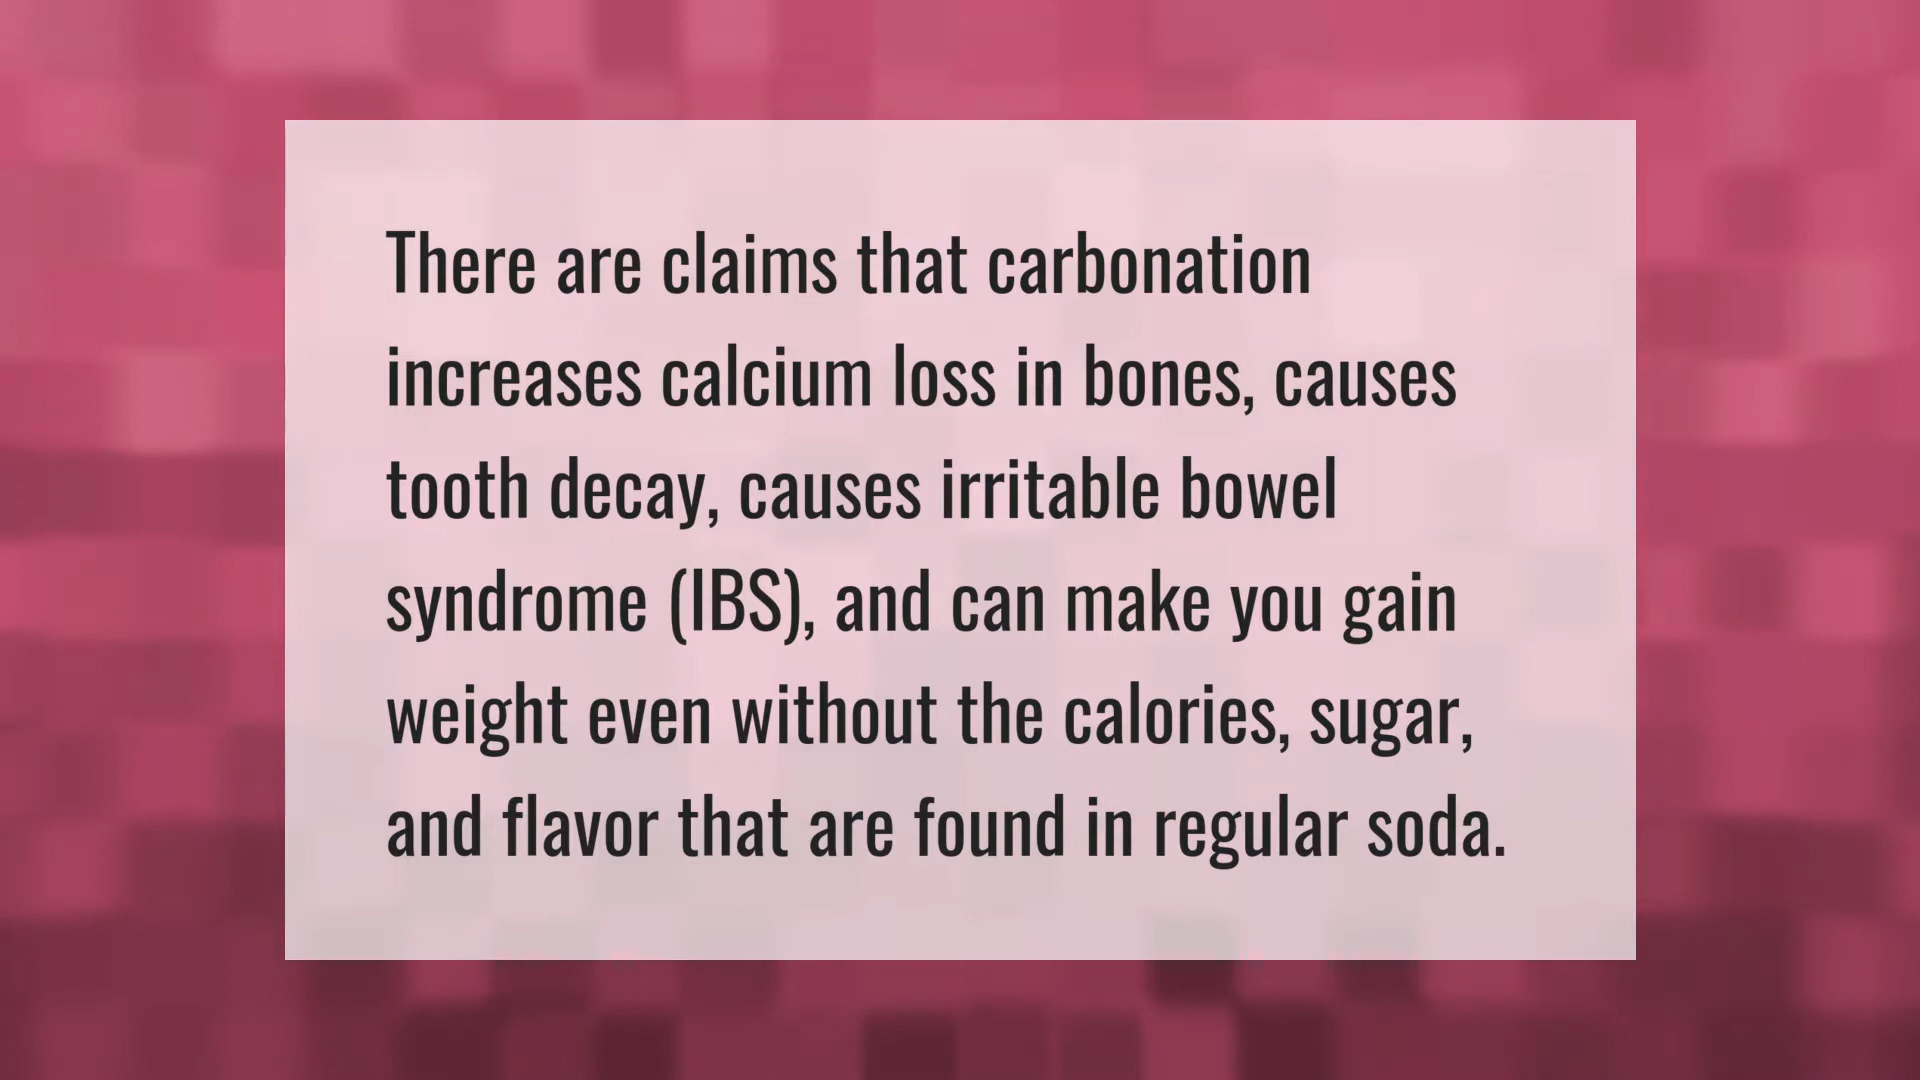 There are claims that carbonation
increases calcium loss in bones, causes
tooth decay, causes irritable bowel
syndrome (IBS), and can make you gain
weight even without the calories, sugar,
and flavor that are found in regular soda.